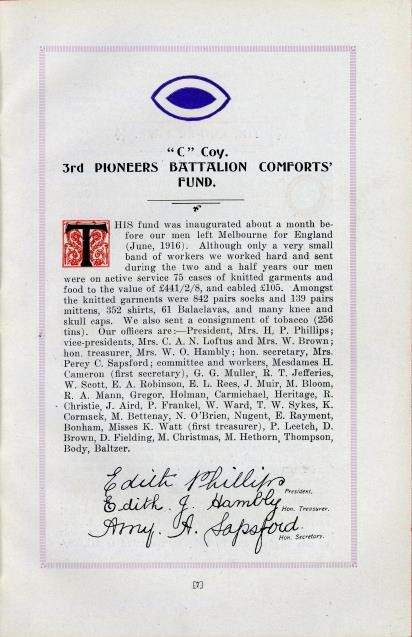 "C" Coy.
3rd PIONEERS BATTALION COMFORTS'
FUND.
THIS fund was inaugurated about a month be-
fore our men left Melbourne for England
(June, 1916). Although only a very small
band of workers we worked hard and sent
during the two and a half years our men
were on active service 75 cases of knitted garments and
food to the value of £441/2/8, and cabled £105. Amongst
the knitted garments were 842 pairs socks and 139 pairs
mittens, 352 shirts, 61 Balaclavas, and many knee and
skull caps. We also sent a consignment of tobacco (256
tins). Our officers are:—President, Mrs. H. P. Phillips;
vice-presidents, Mrs. C. A. N. Loftus and Mrs. W. Brown;
hon. treasurer, Mrs. W. O. Hambly; hon. secretary, Mrs.
Percy C. Sapsford; committee and workers, Mesdames H.
Cameron (first secretary), G. G. Muller, R. T. Jefferies,
W. Scott, E. A. Robinson, E. L. Rees, J. Muir, M. Bloom,
R. A. Mann, Gregor, Holman, Carmichael, Heritage, R.
Christie, J. Aird, P. Frankel, W. Ward, T. W. Sykes, K.
Cormack, M. Bettenay, N. O'Brien, Nugent, E. Rayment,
Bonham, Misses K. Watt (first treasurer), P. Leetch, D.
Brown, D. Fielding, M. Christmas, M. Hethorn, Thompson,
Body, Baltzer.
Edith Phillips
President.
Edith. J. Hambly
Hon. Treasurer.
Amy. A. Sapsford.
Hon. Secretary.
[7]